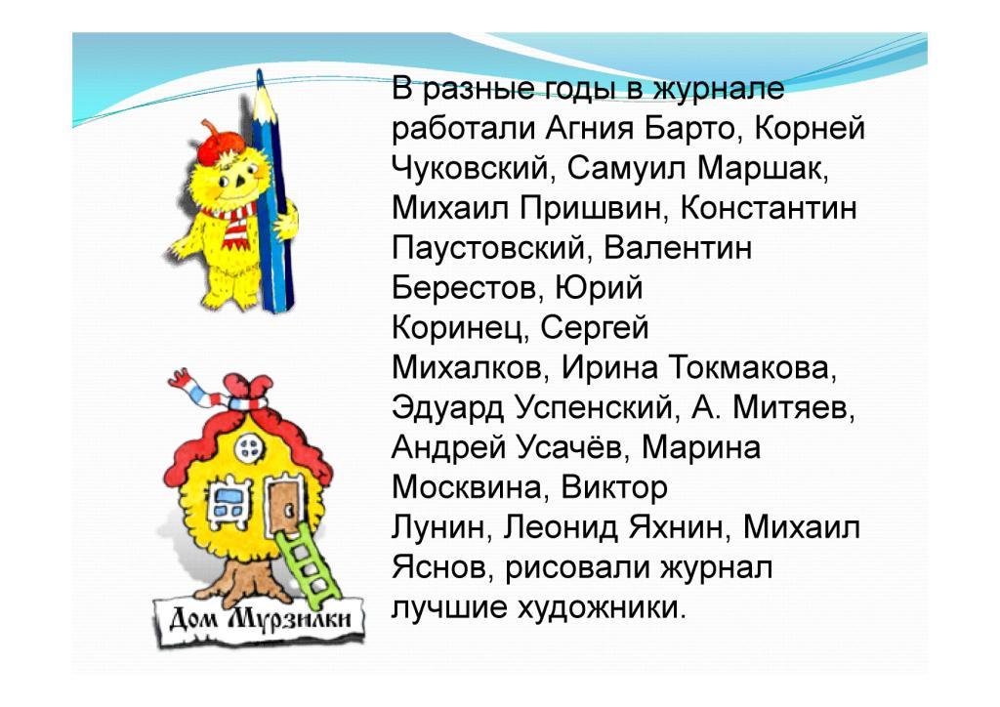 В разные годы в журнале
работали Агния Барто, Корней
Чуковский, Самуил Маршак,
Михаил Пришвин, Константин
Паустовский, Валентин
Берестов, Юрий
Коринец, Сергей
Михалков, Ирина Токмакова,
Эдуард Успенский, А. Митяев,
Андрей Усачёв, Марина
Москвина, Виктор
Лунин, Леонид Яхнин, Михаил
Яснов, рисовали журнал
лучшие художники.
Дом Мурзилки